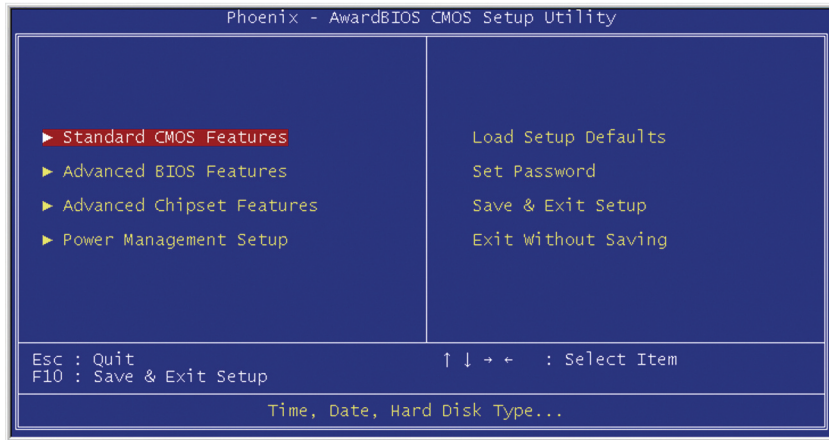 Phoenix - AwardBIOS CMOS Setup Utility
► Standard CMOS Features
► Advanced BIOS Features
► Advanced Chipset Features
► Power Management Setup
Load Setup Defaults
Set Password
Save & Exit Setup
Exit Without Saving
Esc : Quit
F10 : Save & Exit Setup
↑ ↓ → ← : Select Item
Time, Date, Hard Disk Type...